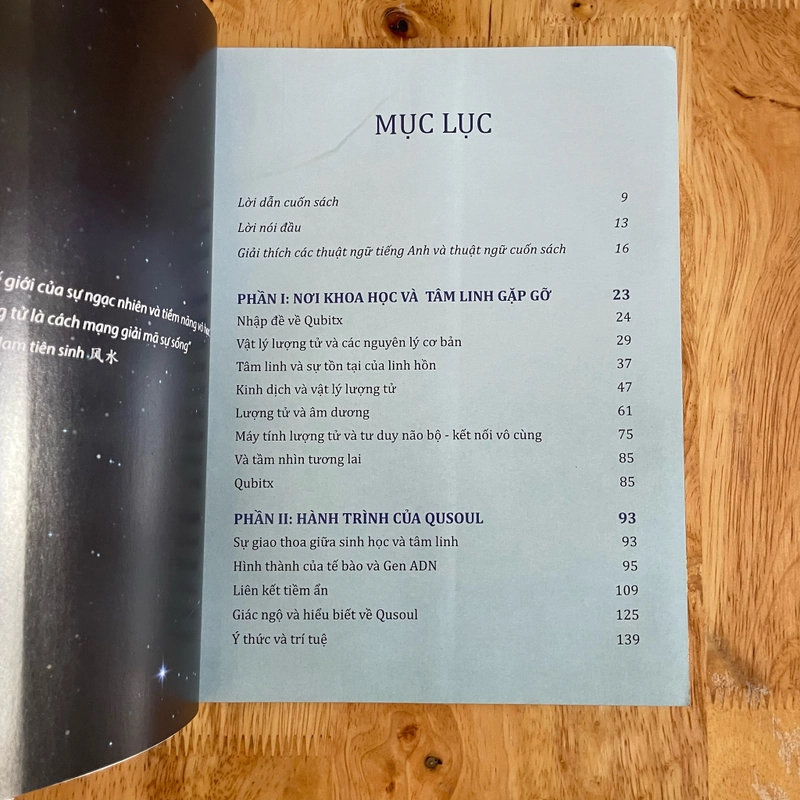 giới của sự ngạc nhiên và tiềm năng vô
tử là cách mạng giải mã sự sống"
tiên sinh 风水
MỤC LỤC
Lời dẫn cuốn sách 9
Lời nói đầu 13
Giải thích các thuật ngữ tiếng Anh và thuật ngữ cuốn sách 16
PHẦN I: NƠI KHOA HỌC VÀ TÂM LINH GẶP GỠ 23
Nhập đề về Qubitx 24
Vật lý lượng tử và các nguyên lý cơ bản 29
Tâm linh và sự tồn tại của linh hồn 37
Kinh dịch và vật lý lượng tử 47
Lượng tử và âm dương 61
Máy tính lượng tử và tư duy não bộ - kết nối vô cùng 75
Và tầm nhìn tương lai 85
Qubitx 85
PHẦN II: HÀNH TRÌNH CỦA QUSOUL 93
Sự giao thoa giữa sinh học và tâm linh 93
Hình thành của tế bào và Gen ADN 95
Liên kết tiềm ẩn 109
Giác ngộ và hiểu biết về Qusoul 125
Ý thức và trí tuệ 139